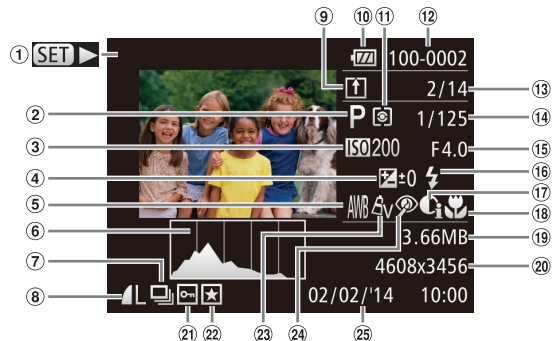 ① SET
⑨ ⑩ ⑪ ⑫
100-0002
2/14 ⑬
② P 1/125 ⑭
③ ISO 200 F4.0 ⑮
④ ±0 ⑯
⑤ AWB V i ⑰
⑱
⑥ 3.66MB ⑲
⑦ 4608x3456 ⑳
⑧ L 02/02/'14 10:00
㉑ ㉒ ㉓ ㉔ ㉕